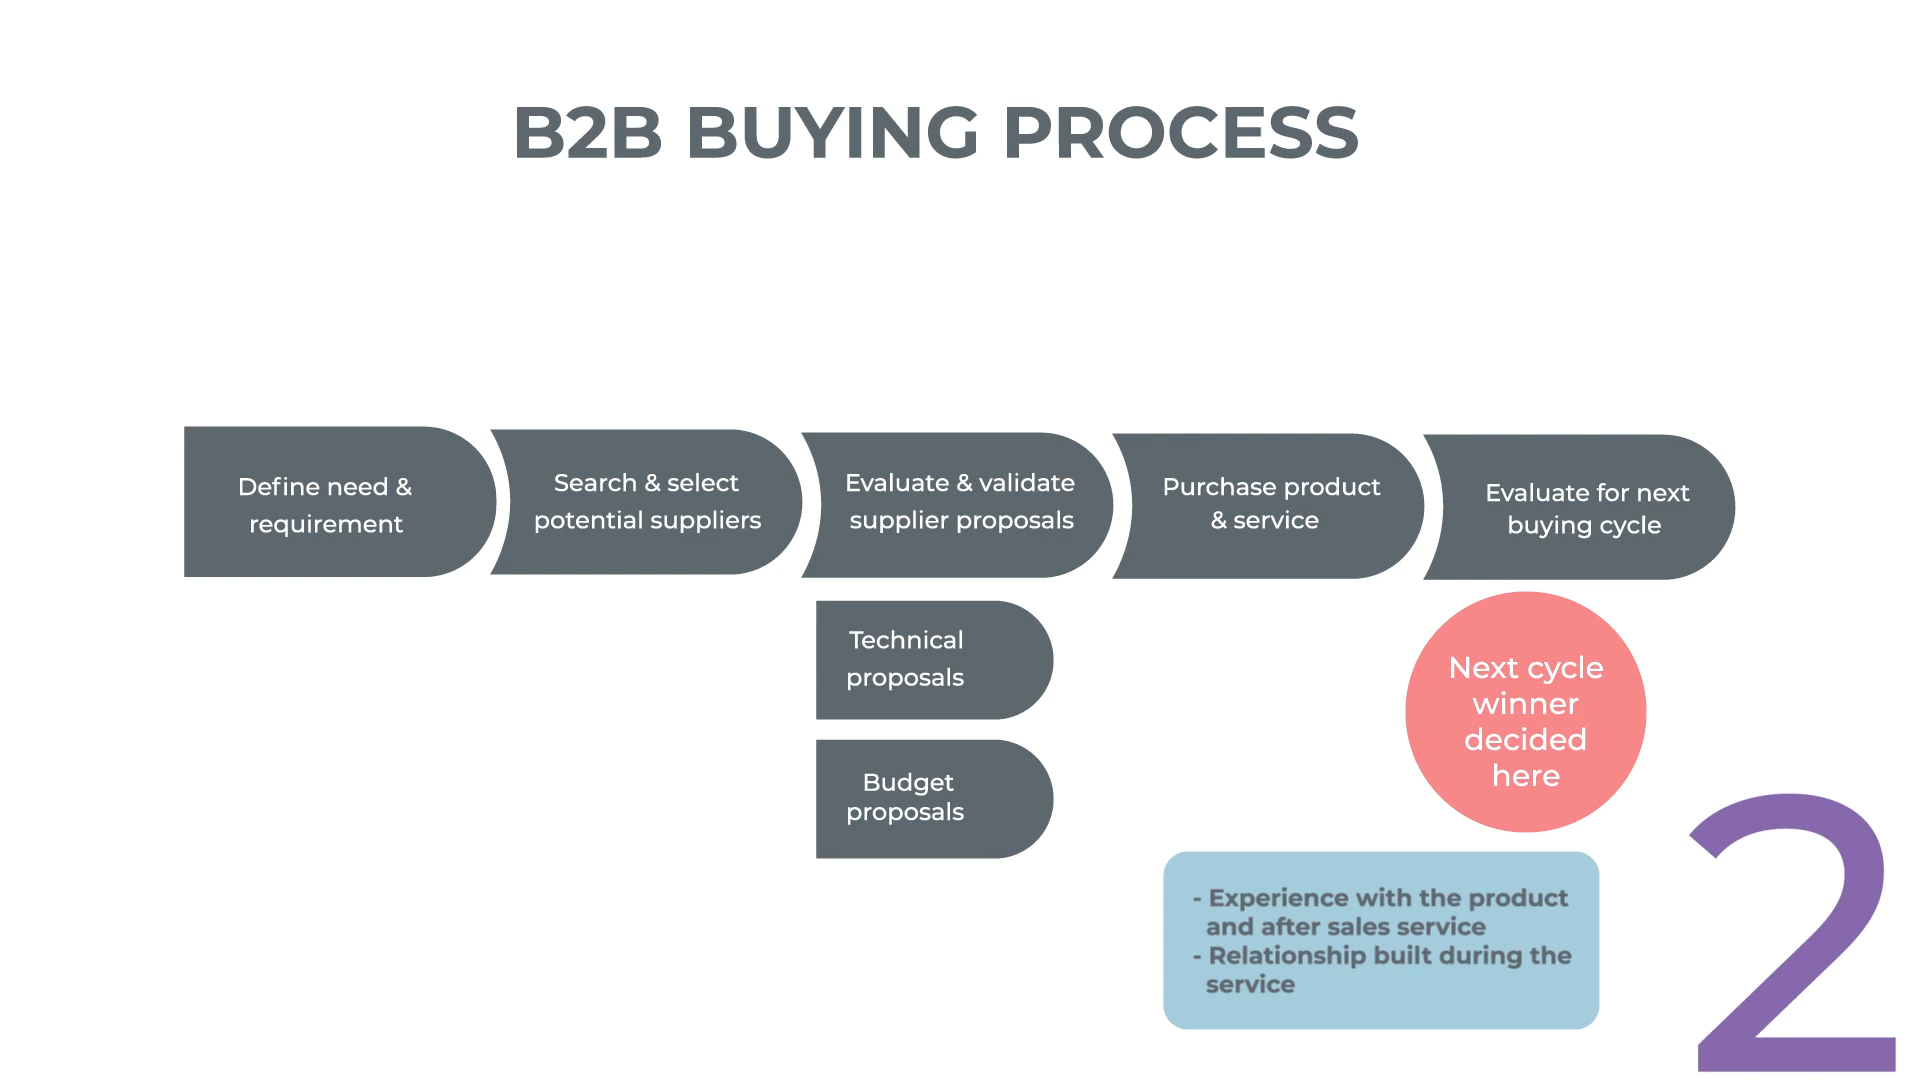 B2B BUYING PROCESS
Define need &
requirement
Search & select
potential suppliers
Evaluate & validate
supplier proposals
Purchase product
& service
Evaluate for next
buying cycle
Technical
proposals
Budget
proposals
Next cycle
winner
decided
here
- Experience with the product
and after sales service
- Relationship built during the
service
2